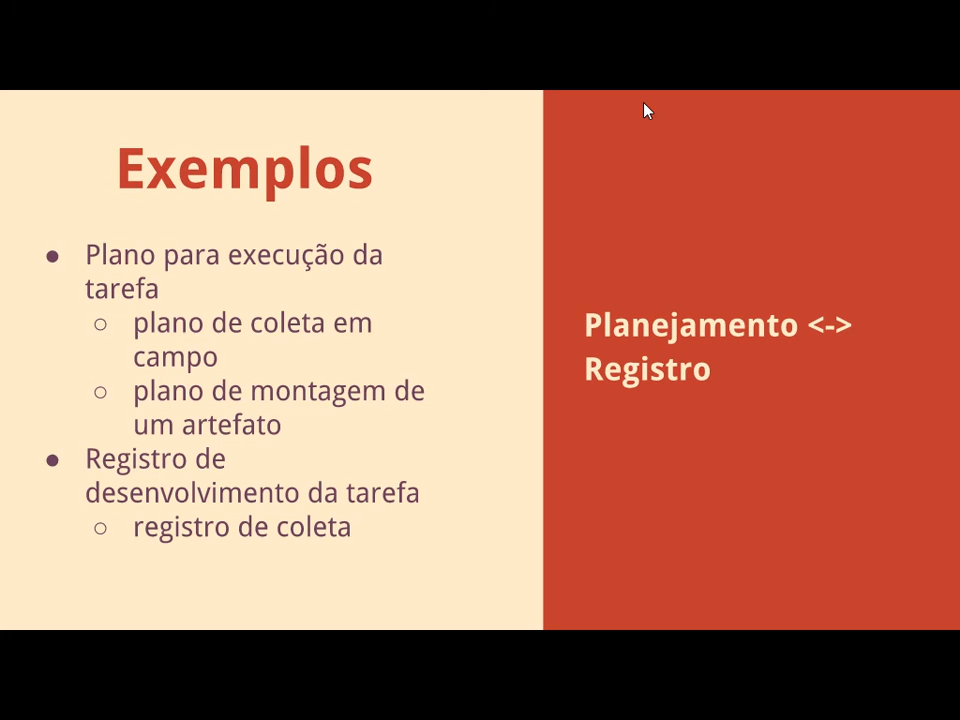 Exemplos
● Plano para execução da
tarefa
○ plano de coleta em
campo
○ plano de montagem de
um artefato
● Registro de
desenvolvimento da tarefa
○ registro de coleta
Planejamento <->
Registro